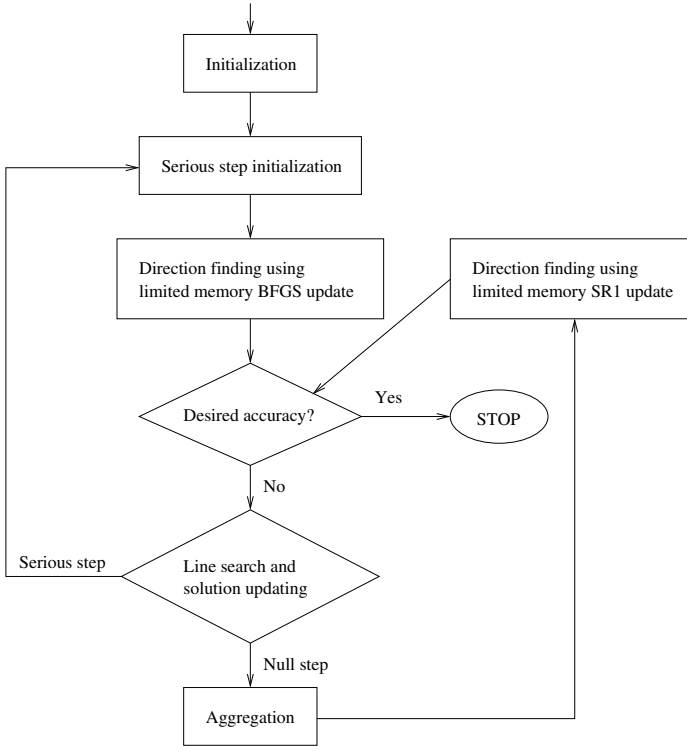 Initialization
Serious step initialization
Direction finding using
limited memory BFGS update
Direction finding using
limited memory SR1 update
Desired accuracy?
Yes
STOP
No
Serious step
Line search and
solution updating
Null step
Aggregation